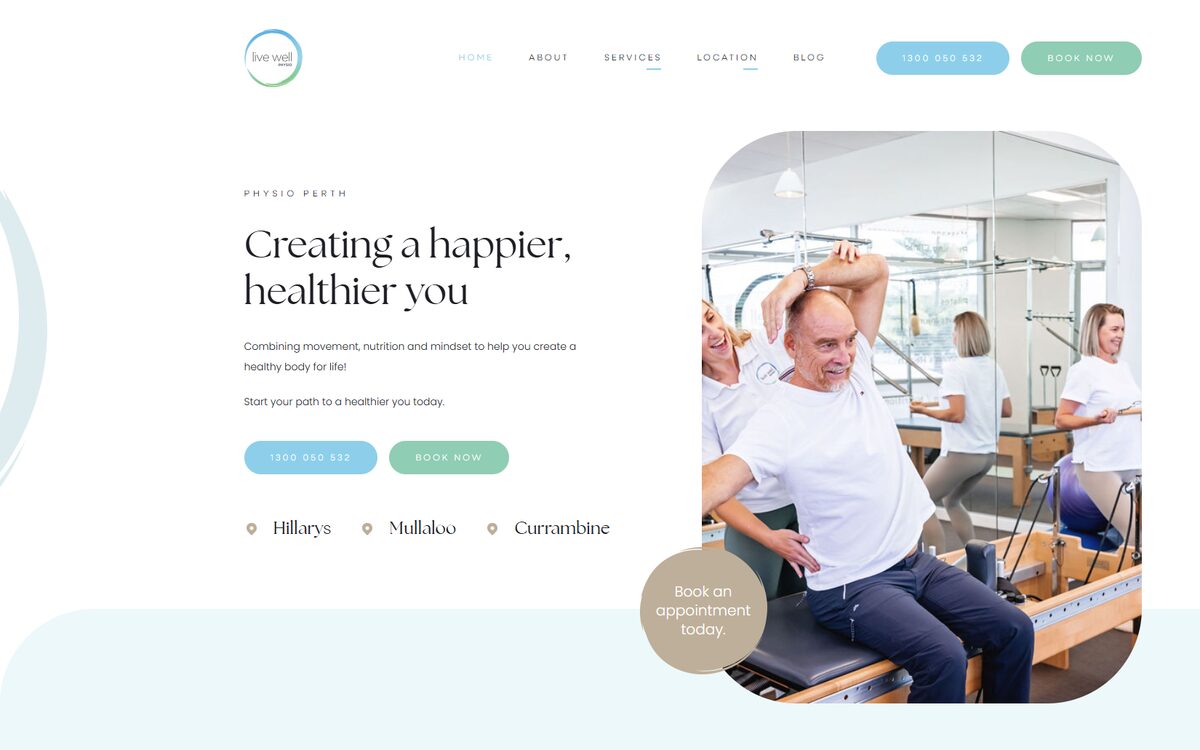 live well
PHYSIO
HOME
ABOUT
SERVICES
LOCATION
BLOG
1300 050 532
BOOK NOW
PHYSIO PERTH
Creating a happier,
healthier you
Combining movement, nutrition and mindset to help you create a
healthy body for life!
Start your path to a healthier you today.
1300 050 532
BOOK NOW
Hillarys
Mullaloo
Currambine
Book an
appointment
today.